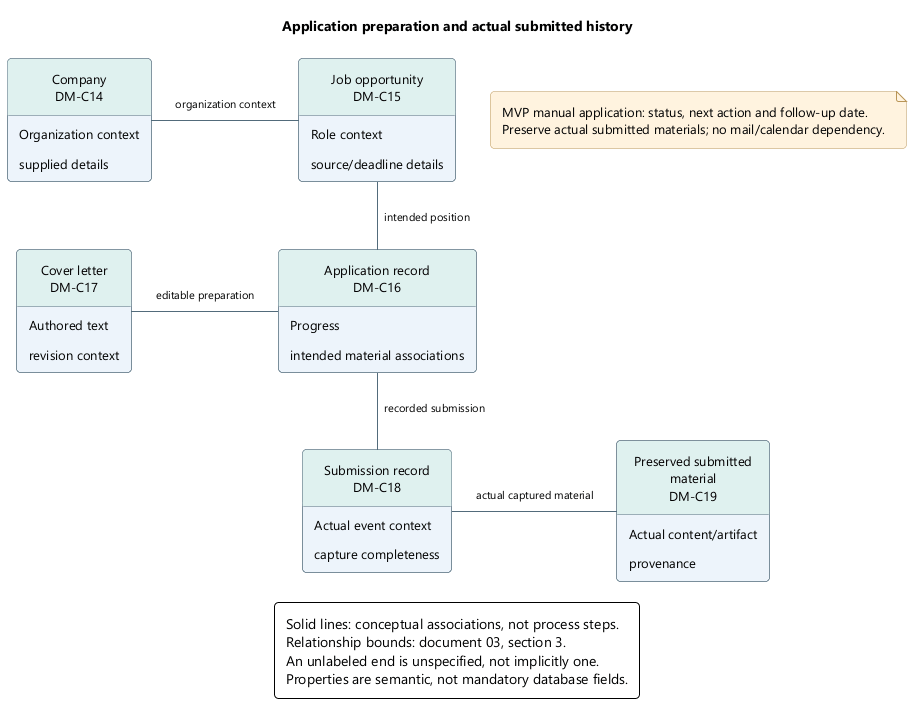 Application preparation and actual submitted history
Company
DM-C14
Organization context
supplied details
organization context
Job opportunity
DM-C15
Role context
source/deadline details
MVP manual application: status, next action and follow-up date.
Preserve actual submitted materials; no mail/calendar dependency.
intended position
Cover letter
DM-C17
Authored text
revision context
editable preparation
Application record
DM-C16
Progress
intended material associations
recorded submission
Submission record
DM-C18
Actual event context
capture completeness
actual captured material
Preserved submitted
material
DM-C19
Actual content/artifact
provenance
Solid lines: conceptual associations, not process steps.
Relationship bounds: document 03, section 3.
An unlabeled end is unspecified, not implicitly one.
Properties are semantic, not mandatory database fields.